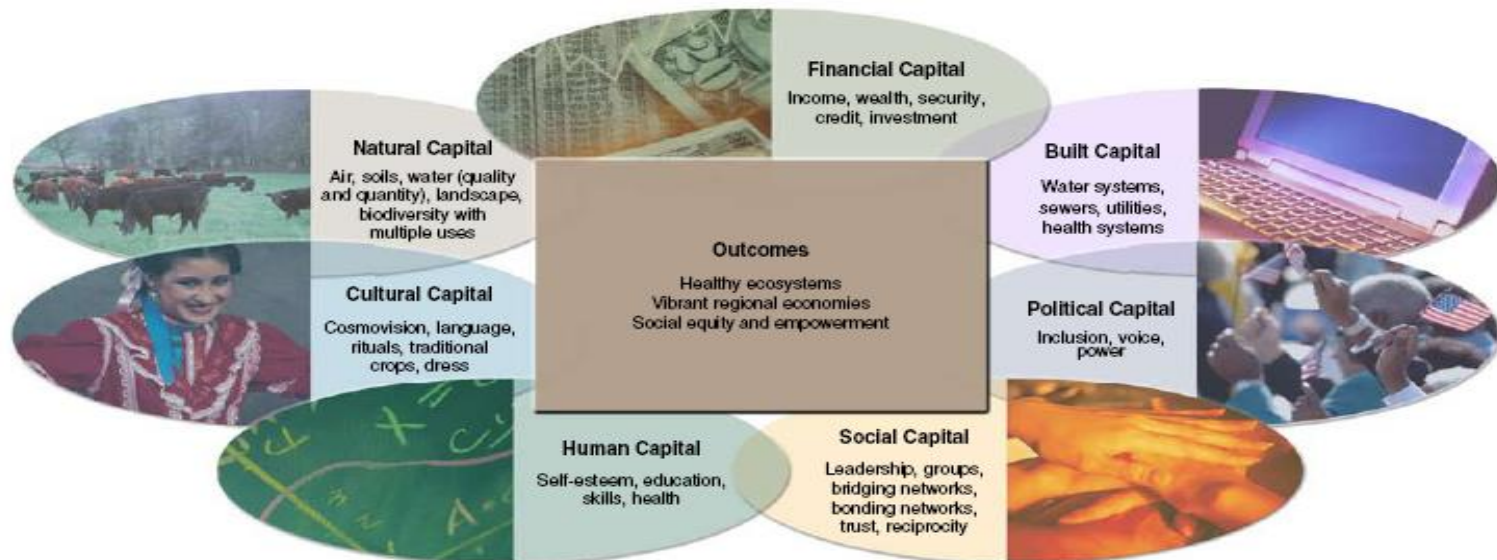 Financial Capital
Income, wealth, security,
credit, investment
Natural Capital
Air, soils, water (quality
and quantity), landscape,
biodiversity with
multiple uses
Built Capital
Water systems,
sewers, utilities,
health systems
Outcomes
Healthy ecosystems
Vibrant regional economies
Social equity and empowerment
Cultural Capital
Cosmovision, language,
rituals, traditional
crops, dress
Political Capital
Inclusion, voice,
power
Human Capital
Self-esteem, education,
skills, health
Social Capital
Leadership, groups,
bridging networks,
bonding networks,
trust, reciprocity